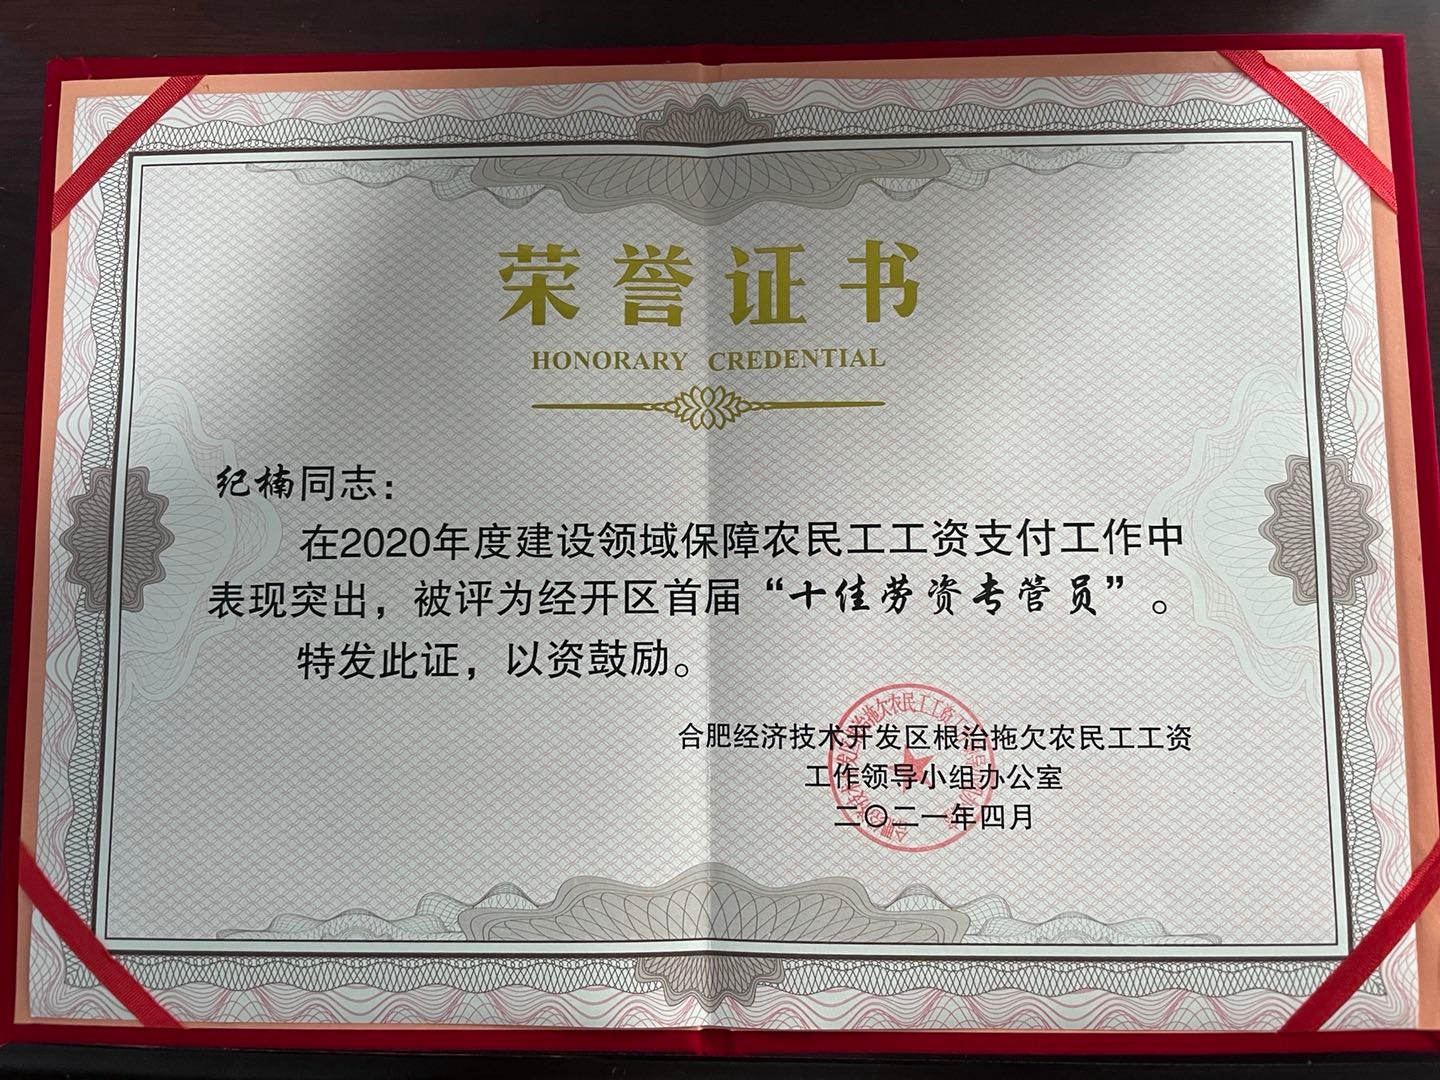 荣誉证书
HONORARY CREDENTIAL
纪楠同志：
在2020年度建设领域保障农民工工资支付工作中
表现突出，被评为经开区首届“十佳劳资专管员”。
特发此证，以资鼓励。
合肥经济技术开发区根治拖欠农民工工资
工作领导小组办公室
二〇二一年四月